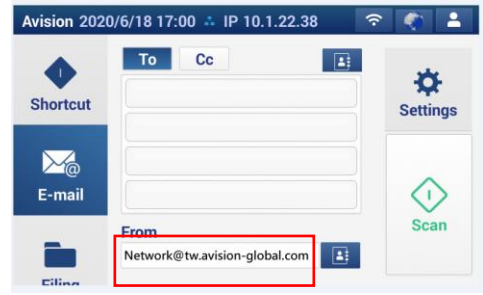 Avision 2020/6/18 17:00 IP 10.1.22.38
To Cc
Shortcut
Settings
E-mail
Scan
From
Network@tw.avision-global.com
Filing